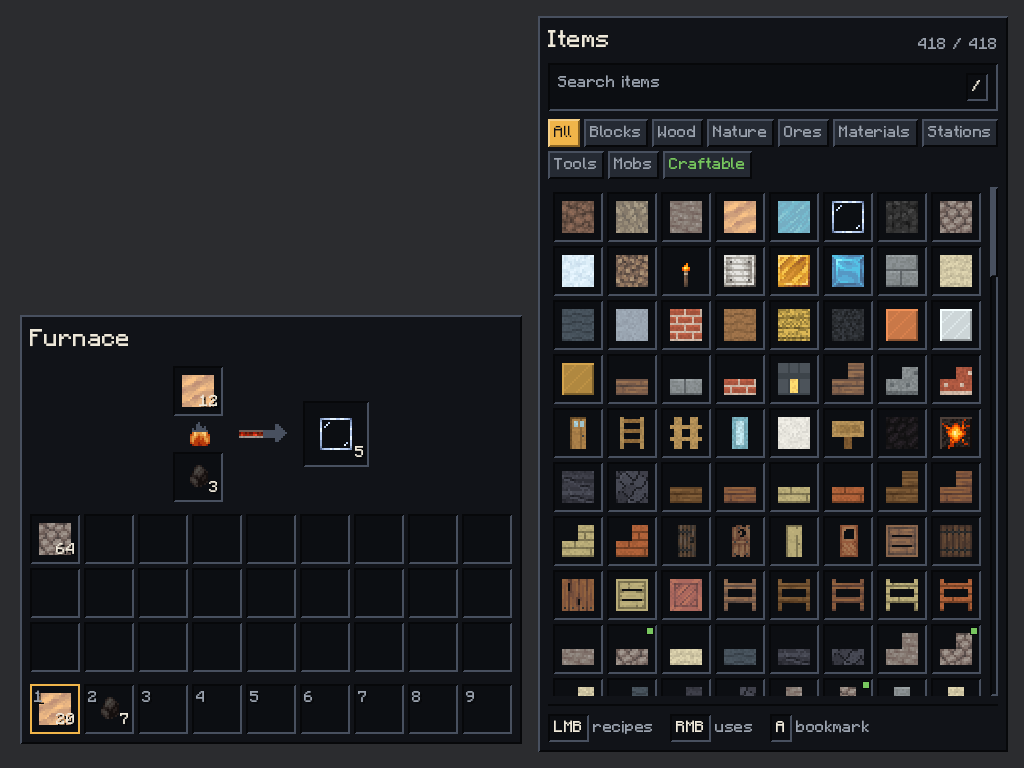 Items
418 / 418
Search items
/
All Blocks Wood Nature Ores Materials Stations
Tools Mobs Craftable
Furnace
12
5
3
64
1 2 3 4 5 6 7 8 9
20 7
LMB recipes RMB uses A bookmark